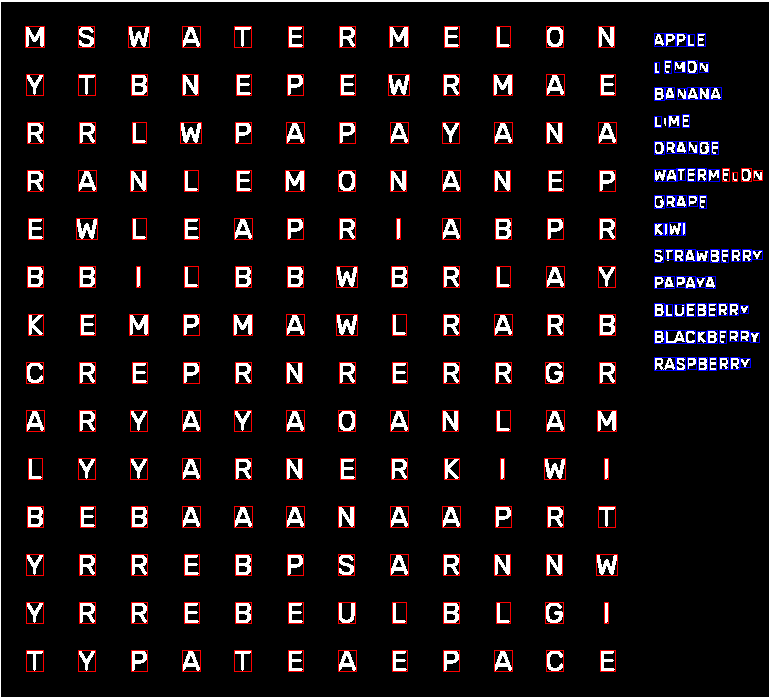 M S W A T E R M E L O N
Y T B N E P E W R M A E
R R L W P A P A Y A N A
R A N L E M O N A N E P
E W L E A P R I A B P R
B B I L B B W B R L A Y
K E M P M A W L R A R B
C R E P R N R E R R G R
A R Y A Y A O A N L A M
L Y Y A R N E R K I W I
B E B A A A N A A P R T
Y R R E B P S A R N N W
Y R R E B E U L B L G I
T Y P A T E A E P A C E
APPLE
LEMON
BANANA
LIME
ORANGE
WATERMELON
GRAPE
KIWI
STRAWBERRY
PAPAYA
BLUEBERRY
BLACKBERRY
RASPBERRY